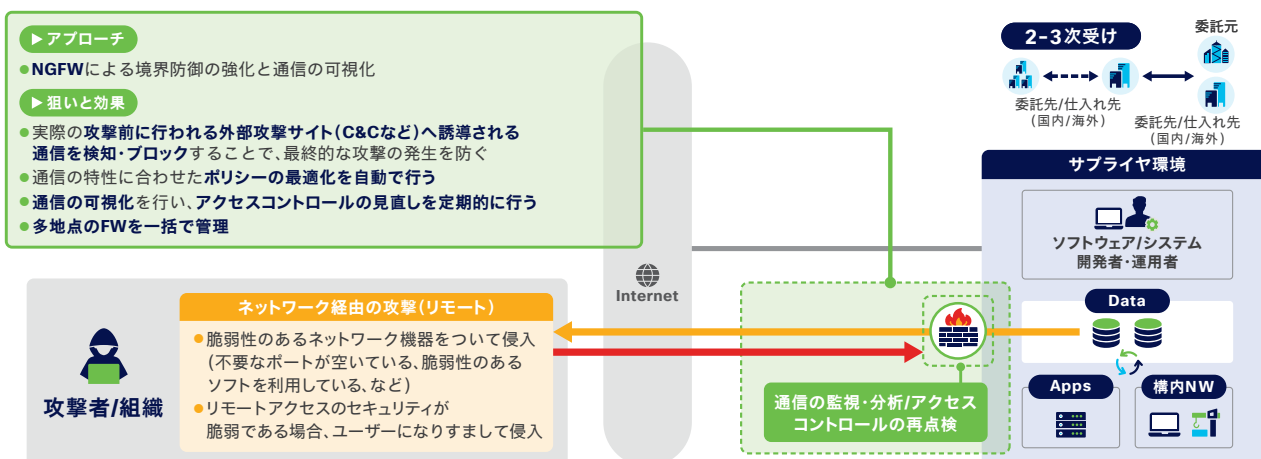 ▶アプローチ
●NGFWによる境界防御の強化と通信の可視化
▶狙いと効果
●実際の攻撃前に行われる外部攻撃サイト（C&Cなど）へ誘導される
通信を検知・ブロックすることで、最終的な攻撃の発生を防ぐ
●通信の特性に合わせたポリシーの最適化を自動で行う
●通信の可視化を行い、アクセスコントロールの見直しを定期的に行う
●多地点のFWを一括で管理
2-3次受け
委託元
委託先/仕入れ先
(国内/海外)
委託先/仕入れ先
(国内/海外)
サプライヤ環境
ソフトウェア/システム
開発者・運用者
Internet
Data
Apps
構内NW
ネットワーク経由の攻撃(リモート)
●脆弱性のあるネットワーク機器をついて侵入
(不要なポートが空いている、脆弱性のある
ソフトを利用している、など)
●リモートアクセスのセキュリティが
脆弱である場合、ユーザーになりすまして侵入
攻撃者/組織
通信の監視・分析/アクセス
コントロールの再点検